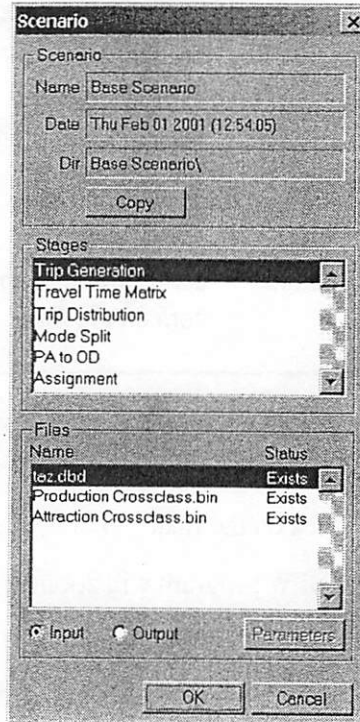 Scenario
Scenario
Name Base Scenario
Date Thu Feb 01 2001 (12:54:05)
Dir Base Scenario\
Copy
Stages
Trip Generation
Travel Time Matrix
Trip Distribution
Mode Split
PA to OD
Assignment
Files
Name Status
taz.dbd Exists
Production Crossclass.bin Exists
Attraction Crossclass.bin Exists
Input Output Parameters
OK Cancel